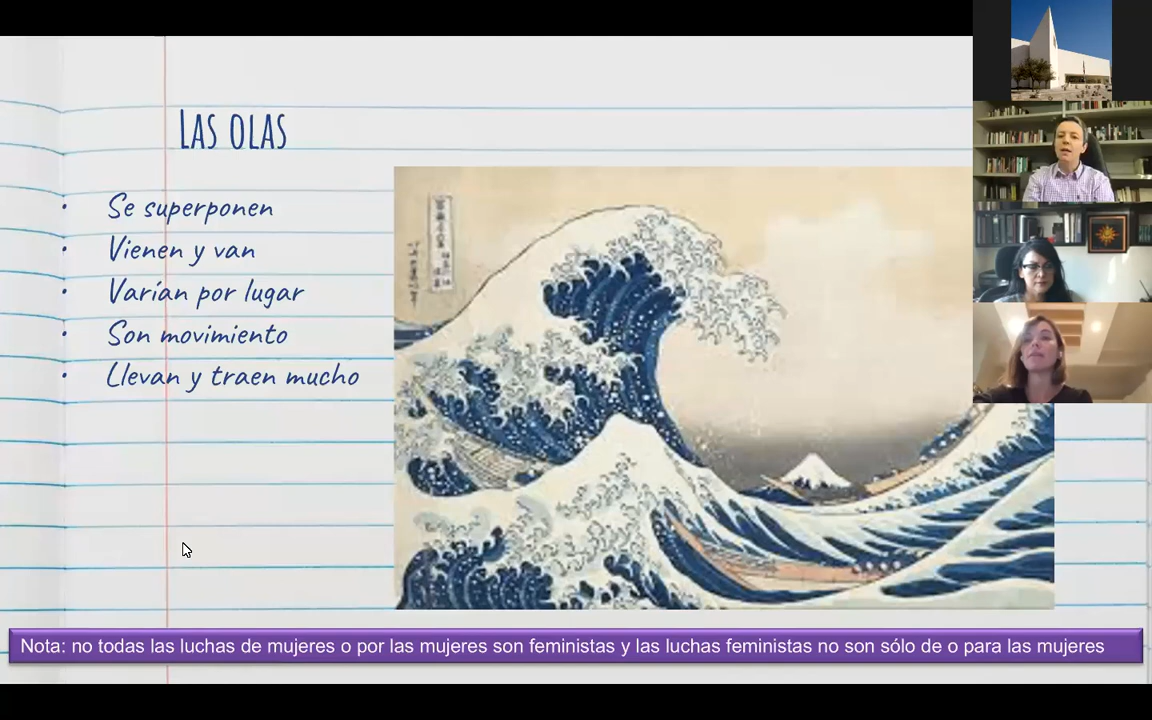 Las olas
• Se superponen
• Vienen y van
• Varían por lugar
• Son movimiento
• Llevan y traen mucho
Nota: no todas las luchas de mujeres o por las mujeres son feministas y las luchas feministas no son sólo de o para las mujeres